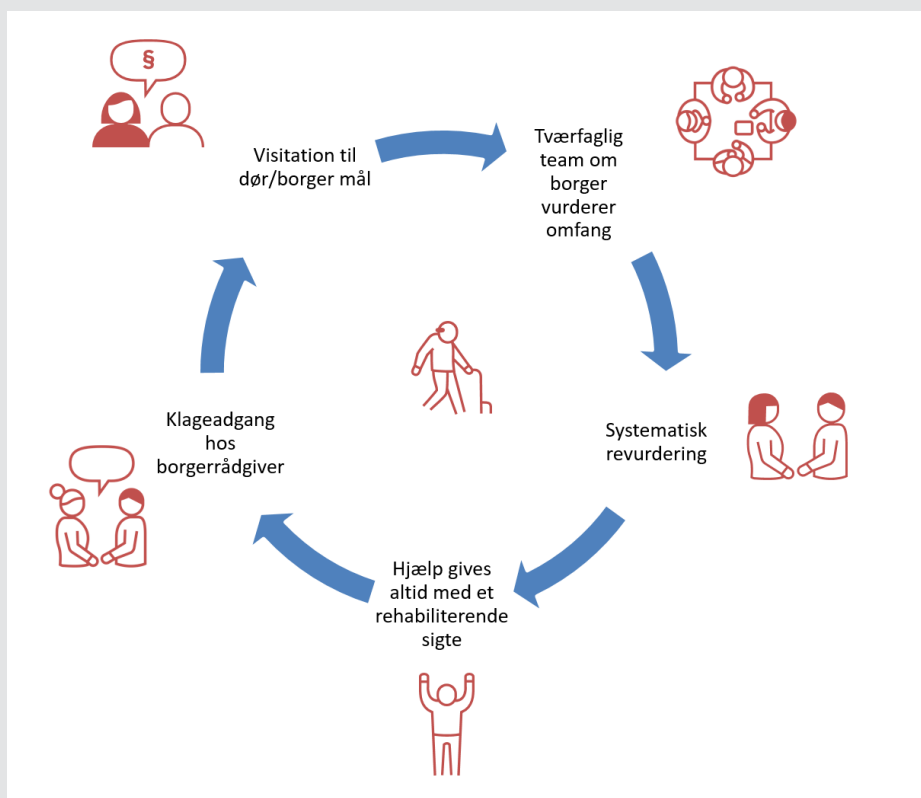 §
Visitation til
dør/borger mål
Tværfaglig
team om
borger
vurderer
omfang
Systematisk
revurdering
Hjælp gives
altid med et
rehabiliterende
sigte
Klageadgang
hos
borgerrådgiver